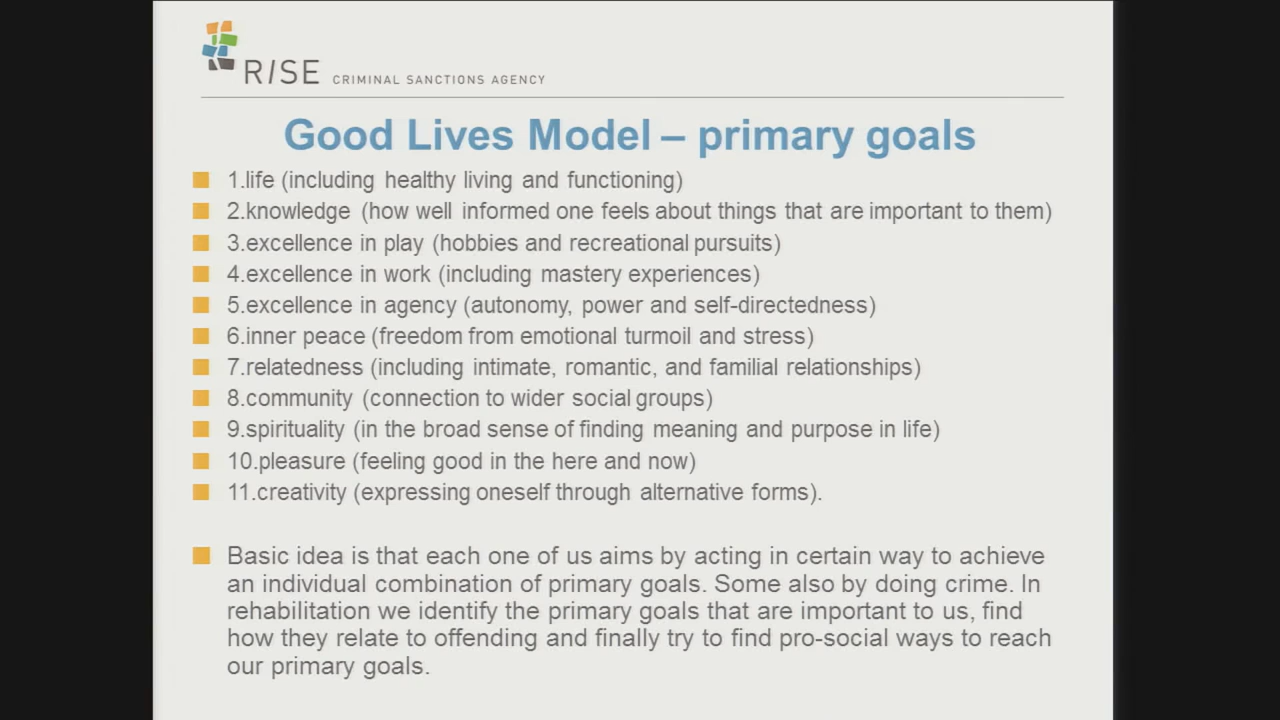 RISE CRIMINAL SANCTIONS AGENCY
Good Lives Model – primary goals
1.life (including healthy living and functioning)
2.knowledge (how well informed one feels about things that are important to them)
3.excellence in play (hobbies and recreational pursuits)
4.excellence in work (including mastery experiences)
5.excellence in agency (autonomy, power and self-directedness)
6.inner peace (freedom from emotional turmoil and stress)
7.relatedness (including intimate, romantic, and familial relationships)
8.community (connection to wider social groups)
9.spirituality (in the broad sense of finding meaning and purpose in life)
10.pleasure (feeling good in the here and now)
11.creativity (expressing oneself through alternative forms).
Basic idea is that each one of us aims by acting in certain way to achieve
an individual combination of primary goals. Some also by doing crime. In
rehabilitation we identify the primary goals that are important to us, find
how they relate to offending and finally try to find pro-social ways to reach
our primary goals.